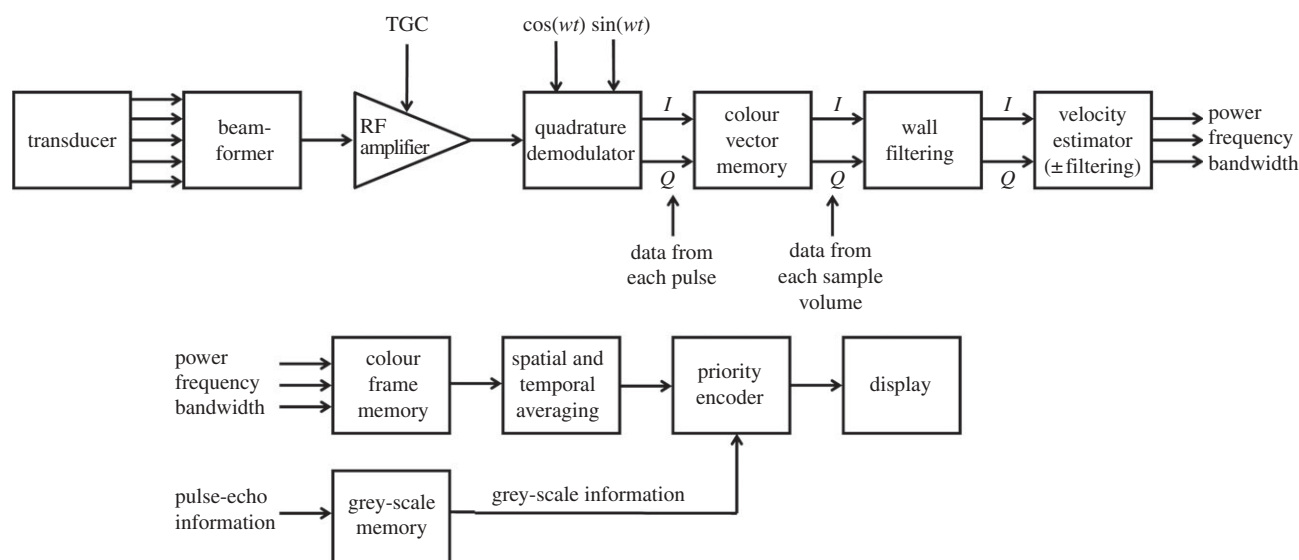 TGC
cos(wt) sin(wt)
transducer
beam-
former
RF
amplifier
quadrature
demodulator
I
Q
colour
vector
memory
I
Q
wall
filtering
I
Q
velocity
estimator
(±filtering)
power
frequency
bandwidth
data from
each pulse
data from
each sample
volume
power
frequency
bandwidth
colour
frame
memory
spatial and
temporal
averaging
priority
encoder
display
pulse-echo
information
grey-scale
memory
grey-scale information